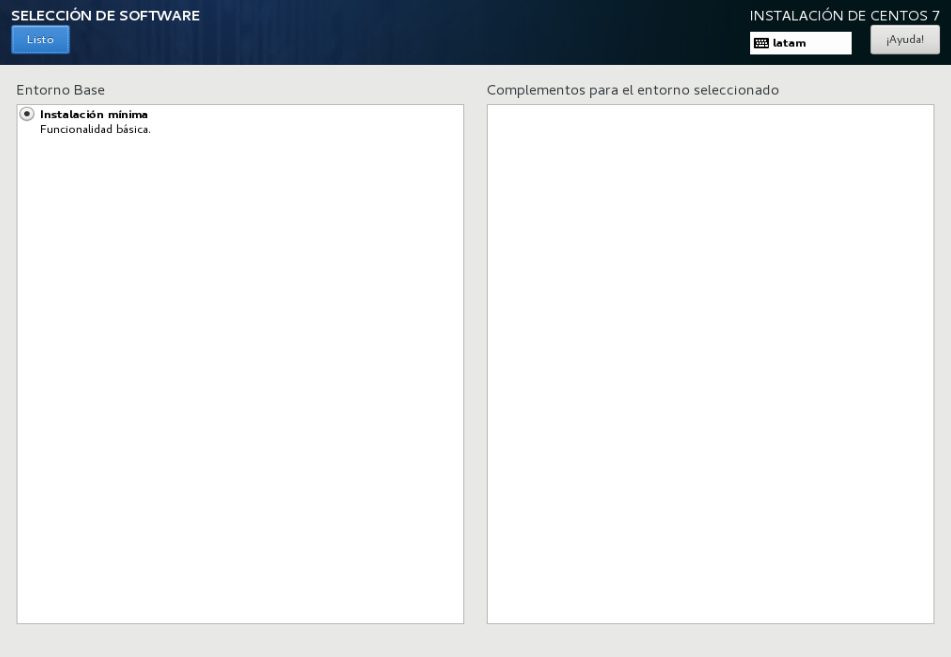 SELECCIÓN DE SOFTWARE
INSTALACIÓN DE CENTOS 7
Listo
latam
¡Ayuda!
Entorno Base
Complementos para el entorno seleccionado
Instalación mínima
Funcionalidad básica.